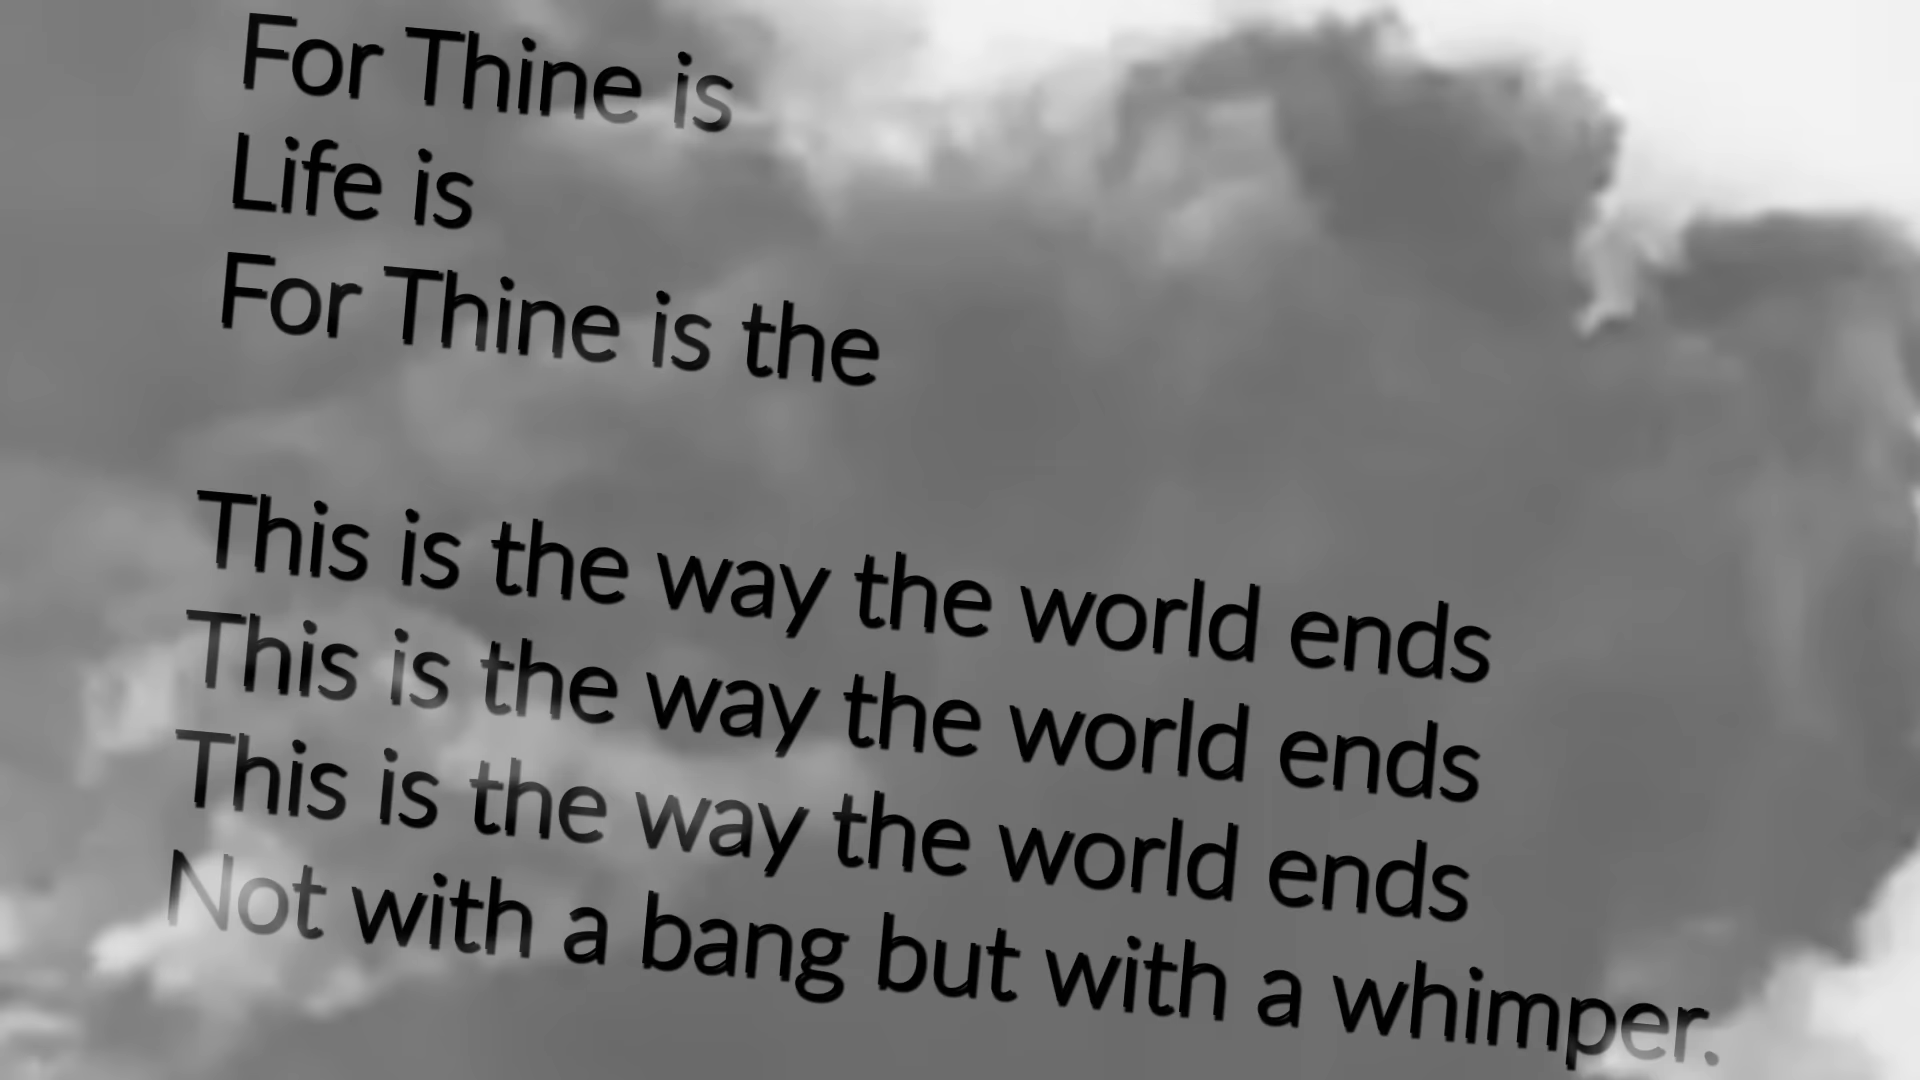 For Thine is
Life is
For Thine is the
This is the way the world ends
This is the way the world ends
This is the way the world ends
Not with a bang but with a whimper.